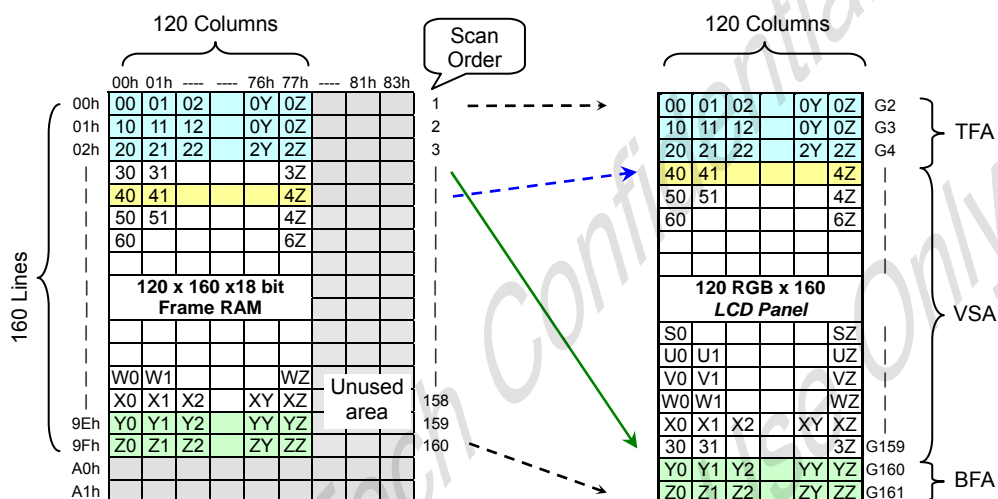 120 Columns
Scan Order
120 Columns
00h 01h ---- ---- 76h 77h ---- 81h 83h
00h 00 01 02 0Y 0Z 1 00 01 02 0Y 0Z G2
01h 10 11 12 0Y 0Z 2 10 11 12 0Y 0Z G3 TFA
02h 20 21 22 2Y 2Z 3 20 21 22 2Y 2Z G4
30 31 3Z 40 41 4Z
40 41 4Z 50 51 4Z
50 51 4Z 60 6Z
60 6Z
160 Lines
120 x 160 x18 bit
Frame RAM
120 RGB x 160
LCD Panel
VSA
S0 SZ
U0 U1 UZ
W0 W1 WZ V0 V1 VZ
Unused area
X0 X1 X2 XY XZ 158 W0 W1 WZ
9Eh Y0 Y1 Y2 YY YZ 159 X0 X1 X2 XY XZ
9Fh Z0 Z1 Z2 ZY ZZ 160 30 31 3Z G159
A0h Y0 Y1 Y2 YY YZ G160 BFA
A1h Z0 Z1 Z2 ZY ZZ G161
Confidential
Use Only